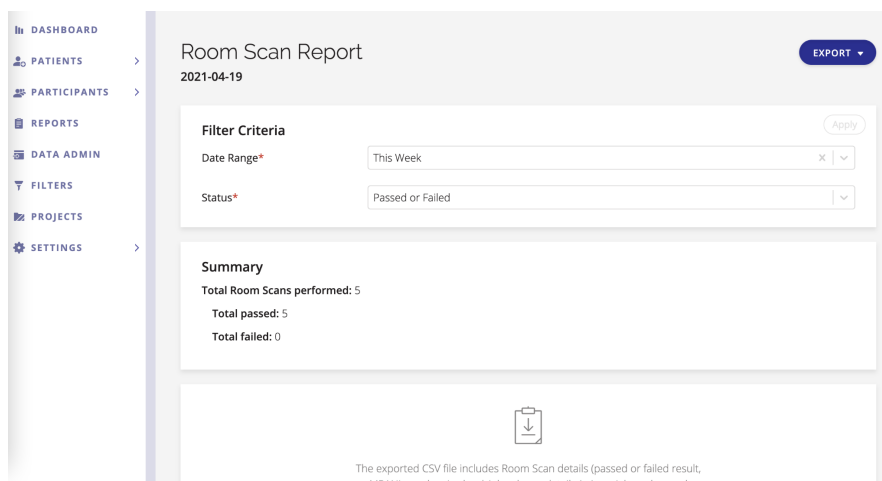 DASHBOARD
PATIENTS
PARTICIPANTS
REPORTS
DATA ADMIN
FILTERS
PROJECTS
SETTINGS
Room Scan Report
EXPORT
2021-04-19
Filter Criteria
Apply
Date Range* This Week
Status* Passed or Failed
Summary
Total Room Scans performed: 5
Total passed: 5
Total failed: 0
The exported CSV file includes Room Scan details (passed or failed result,